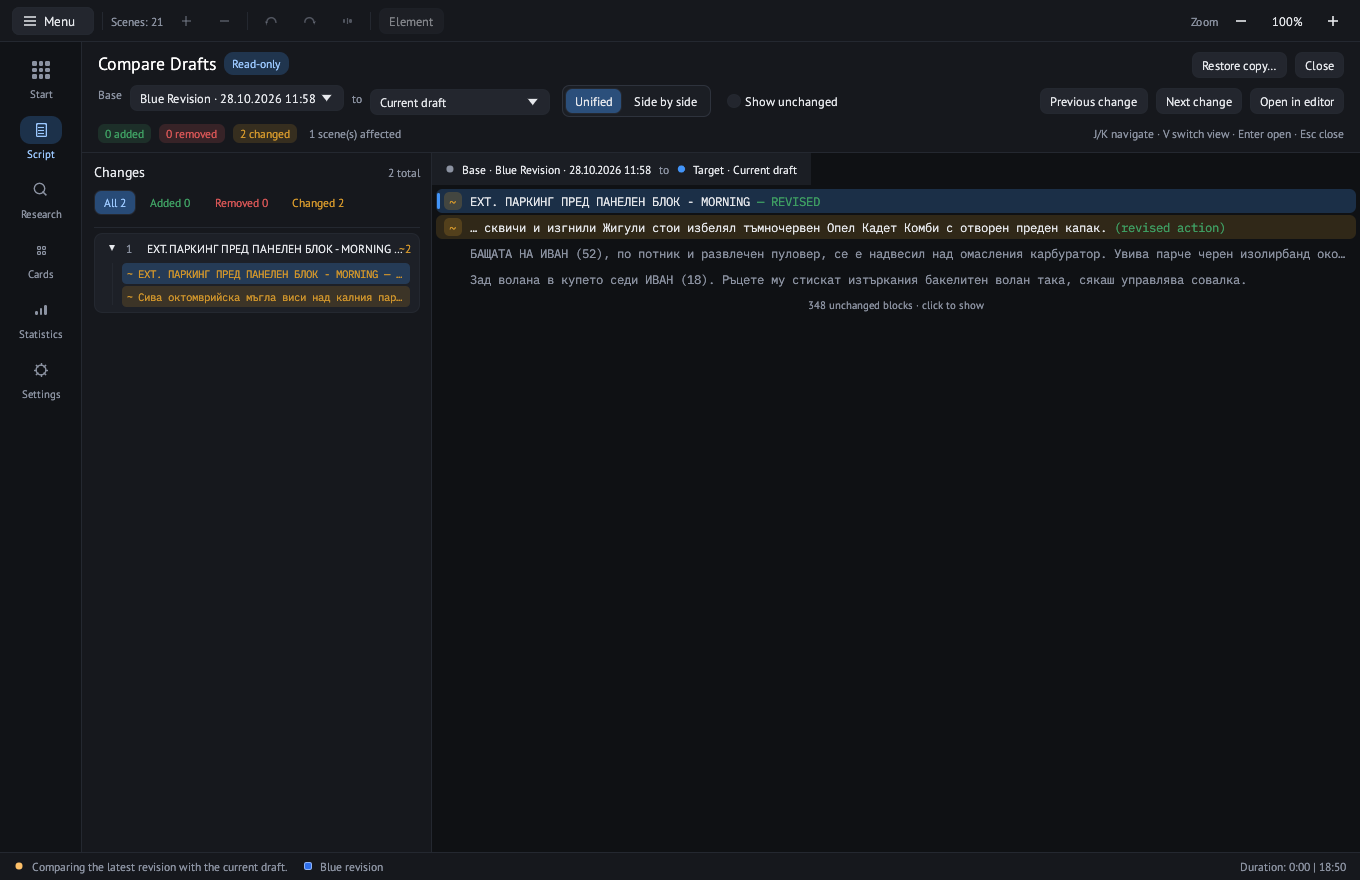 Menu
Scenes: 21
Element
Zoom
100%
Start
Script
Research
Cards
Statistics
Settings
Compare Drafts
Read-only
Restore copy…
Close
Base
Blue Revision · 28.10.2026 11:58
to
Current draft
Unified
Side by side
Show unchanged
Previous change
Next change
Open in editor
0 added
0 removed
2 changed
1 scene(s) affected
J/K navigate · V switch view · Enter open · Esc close
Changes
2 total
All 2
Added 0
Removed 0
Changed 2
1 EXT. ПАРКИНГ ПРЕД ПАНЕЛЕН БЛОК - MORNING … ~2
~ EXT. ПАРКИНГ ПРЕД ПАНЕЛЕН БЛОК - MORNING — …
~ Сива октомврийска мъгла виси над калния пар…
Base · Blue Revision · 28.10.2026 11:58 to Target · Current draft
~ EXT. ПАРКИНГ ПРЕД ПАНЕЛЕН БЛОК - MORNING — REVISED
~ … сквичи и изгнили Жигули стои избелял тъмночервен Опел Кадет Комби с отворен преден капак. (revised action)
БАЩАТА НА ИВАН (52), по потник и развлечен пуловер, се е надвесил над омасления карбуратор. Увива парче черен изолирбанд око…
Зад волана в купето седи ИВАН (18). Ръцете му стискат изтъркания бакелитен волан така, сякаш управлява совалка.
348 unchanged blocks · click to show
Comparing the latest revision with the current draft.
Blue revision
Duration: 0:00 | 18:50